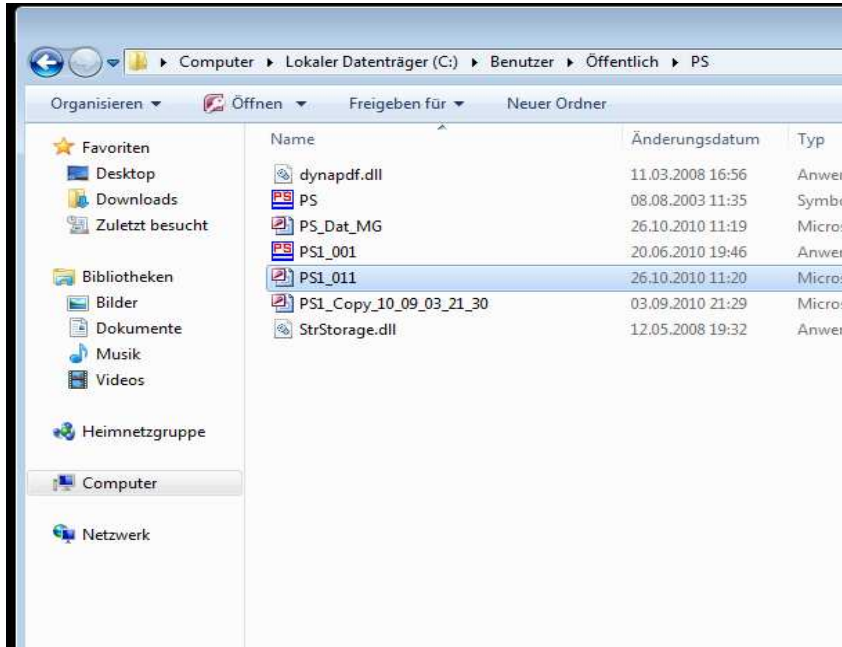 Computer ▸ Lokaler Datenträger (C:) ▸ Benutzer ▸ Öffentlich ▸ PS
Organisieren Öffnen Freigeben für Neuer Ordner
Name Änderungsdatum Typ
Favoriten
Desktop
Downloads
Zuletzt besucht
Bibliotheken
Bilder
Dokumente
Musik
Videos
Heimnetzgruppe
Computer
Netzwerk
dynapdf.dll 11.03.2008 16:56 Anwer
PS PS 08.08.2003 11:35 Symbo
PS_Dat_MG 26.10.2010 11:19 Micros
PS PS1_001 20.06.2010 19:46 Anwer
PS1_011 26.10.2010 11:20 Micros
PS1_Copy_10_09_03_21_30 03.09.2010 21:29 Micros
StrStorage.dll 12.05.2008 19:32 Anwer